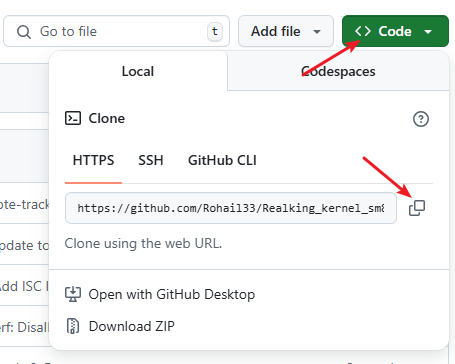 Go to file
t
Add file
Code
Local
Codespaces
Clone
HTTPS
SSH
GitHub CLI
https://github.com/Rohail33/Realking_kernel_sm8
Clone using the web URL.
Open with GitHub Desktop
Download ZIP
ote-track
pdate to
Add ISC l
erf: Disal